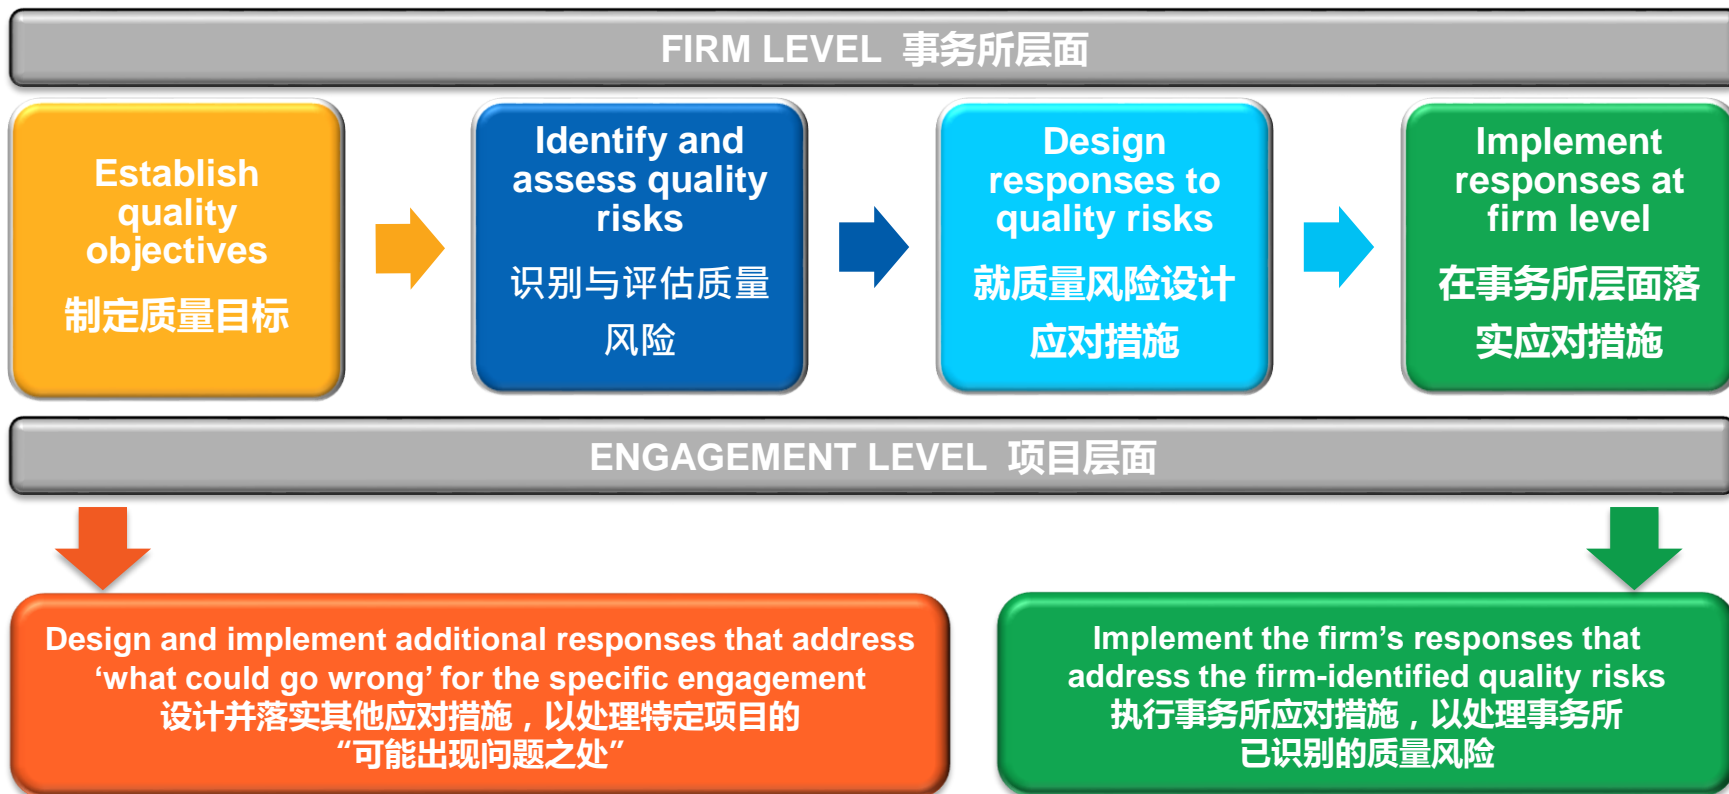 FIRM LEVEL 事务所层面
Establish
quality
objectives
制定质量目标
Identify and
assess quality
risks
识别与评估质量
风险
Design
responses to
quality risks
就质量风险设计
应对措施
Implement
responses at
firm level
在事务所层面落
实应对措施
ENGAGEMENT LEVEL 项目层面
Design and implement additional responses that address
‘what could go wrong’ for the specific engagement
设计并落实其他应对措施，以处理特定项目的
“可能出现问题之处”
Implement the firm’s responses that
address the firm-identified quality risks
执行事务所应对措施，以处理事务所
已识别的质量风险